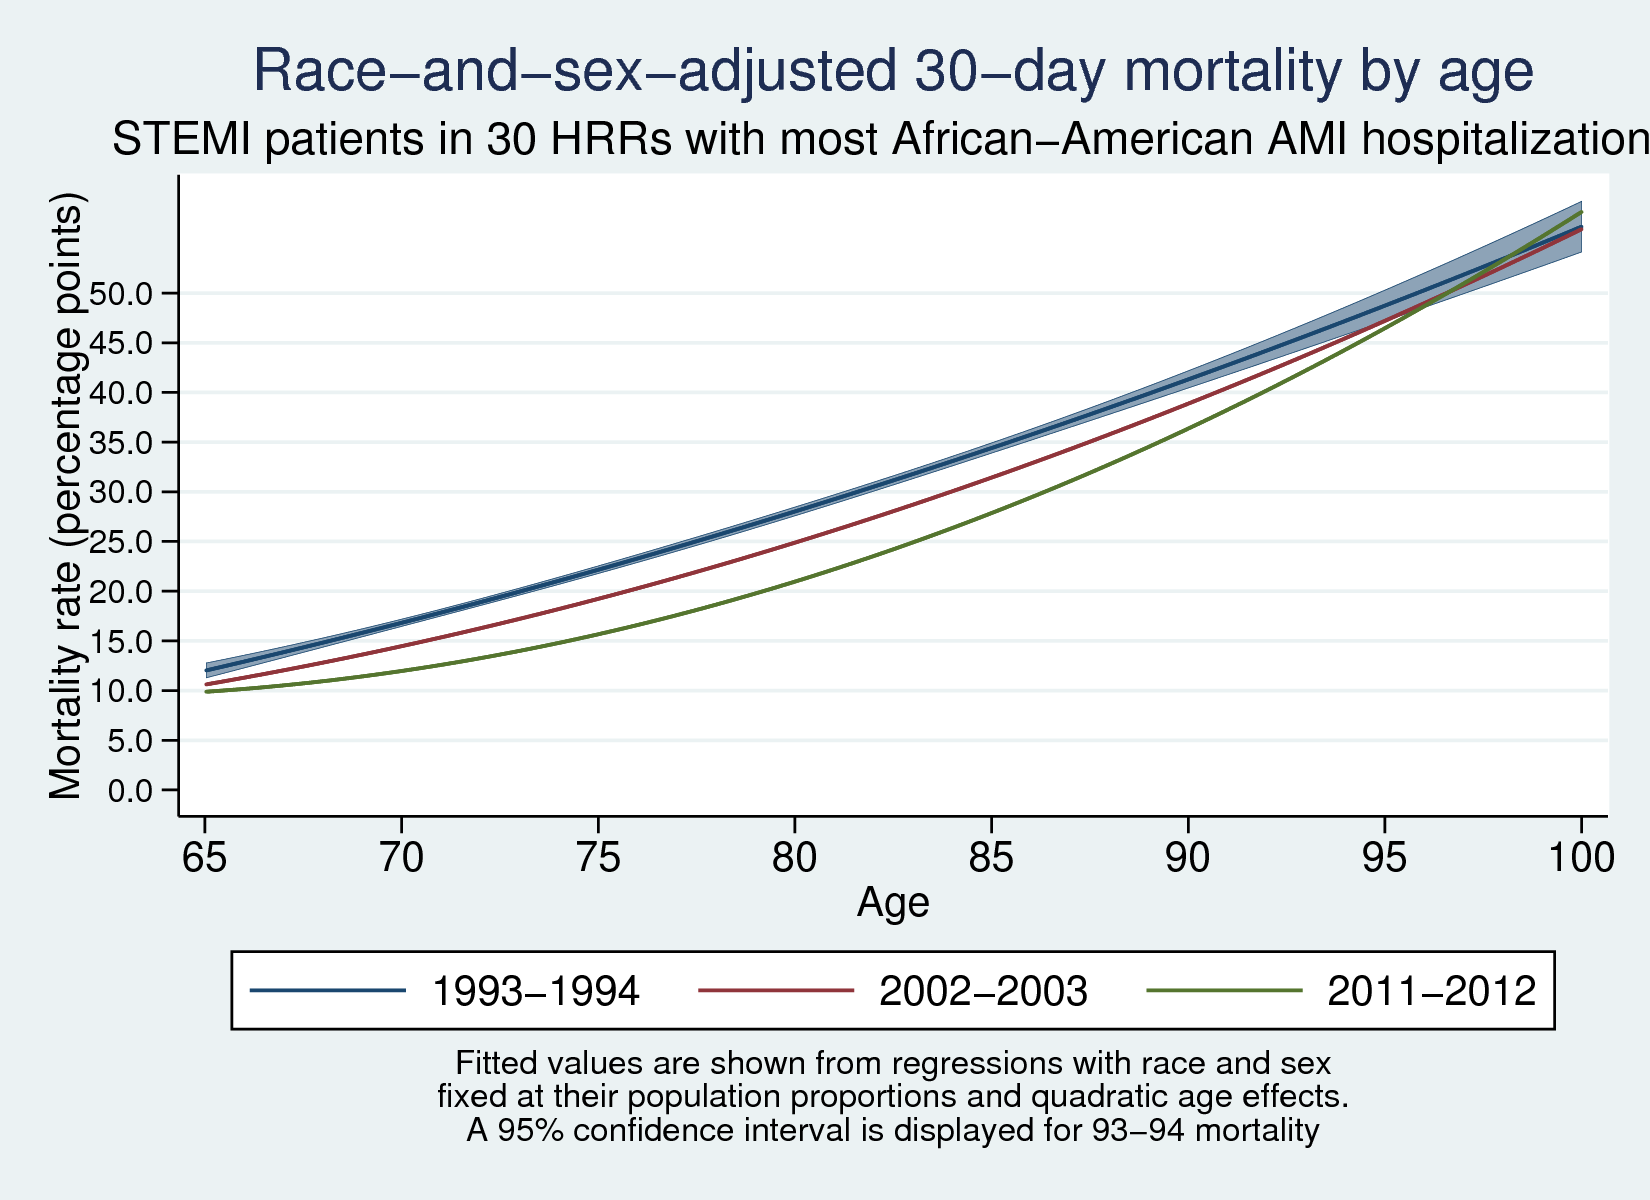 Race−and−sex−adjusted 30−day mortality by age
STEMI patients in 30 HRRs with most African−American AMI hospitalization
Mortality rate (percentage points)
50.0
45.0
40.0
35.0
30.0
25.0
20.0
15.0
10.0
5.0
0.0
65 70 75 80 85 90 95 100
Age
1993−1994 2002−2003 2011−2012
Fitted values are shown from regressions with race and sex
fixed at their population proportions and quadratic age effects.
A 95% confidence interval is displayed for 93−94 mortality